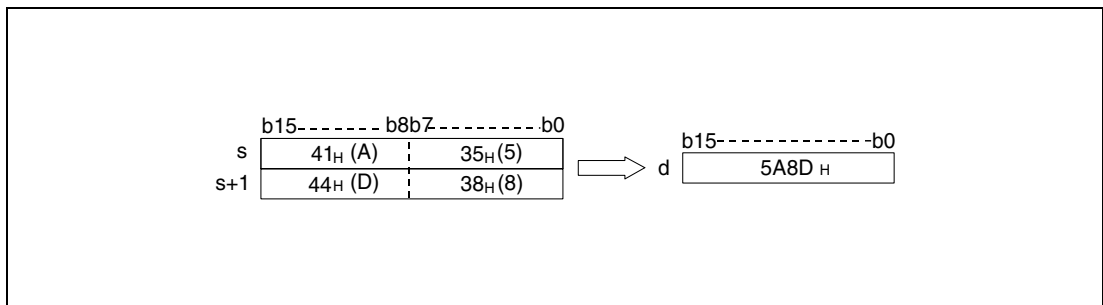 b15------- b8b7-------b0
s 41H (A) 35H (5)
s+1 44H (D) 38H (8)
b15-----------b0
d 5A8D H